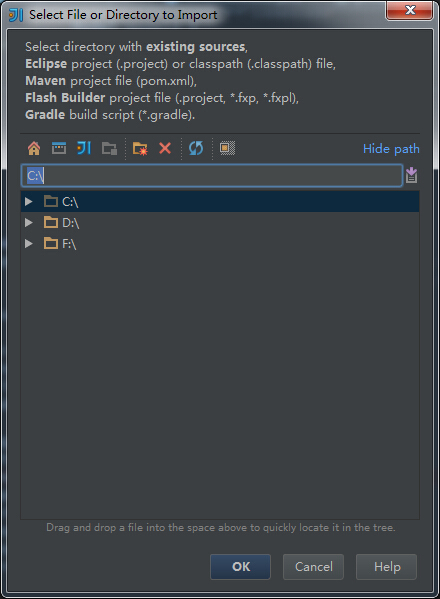 Select File or Directory to Import
Select directory with existing sources,
Eclipse project (.project) or classpath (.classpath) file,
Maven project file (pom.xml),
Flash Builder project file (.project, *.fxp, *.fxpl),
Gradle build script (*.gradle).
Hide path
C:\
C:\
D:\
F:\
Drag and drop a file into the space above to quickly locate it in the tree.
OK Cancel Help